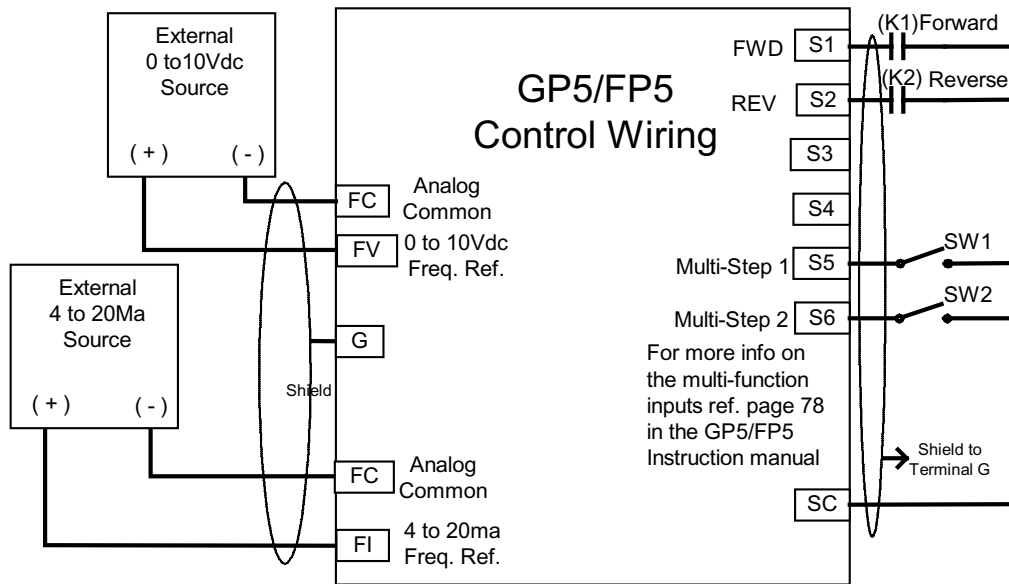 External
0 to10Vdc
Source
( + )
( - )
External
4 to 20Ma
Source
( + )
( - )
GP5/FP5
Control Wiring
FC
Analog
Common
FV
0 to 10Vdc
Freq. Ref.
G
Shield
FC
Analog
Common
FI
4 to 20ma
Freq. Ref.
FWD
S1
(K1)Forward
REV
S2
(K2) Reverse
S3
S4
Multi-Step 1
S5
SW1
Multi-Step 2
S6
SW2
For more info on
the multi-function
inputs ref. page 78
in the GP5/FP5
Instruction manual
Shield to
Terminal G
SC